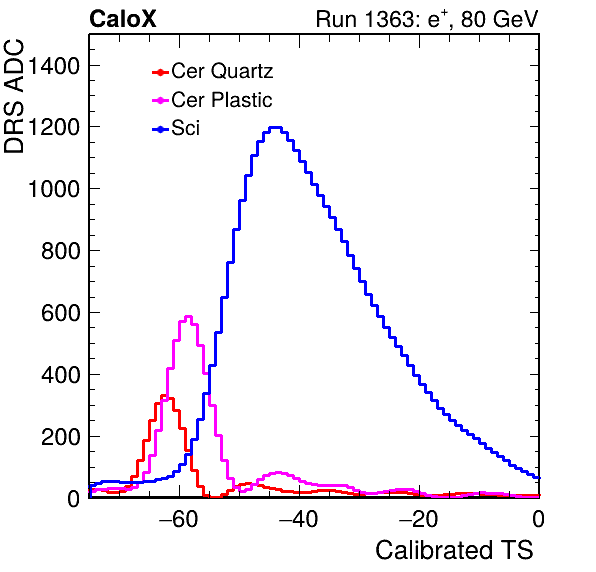 CaloX Run 1363: e⁺, 80 GeV
DRS ADC
1400
1200
1000
800
600
400
200
0
Cer Quartz
Cer Plastic
Sci
−60 −40 −20 0
Calibrated TS